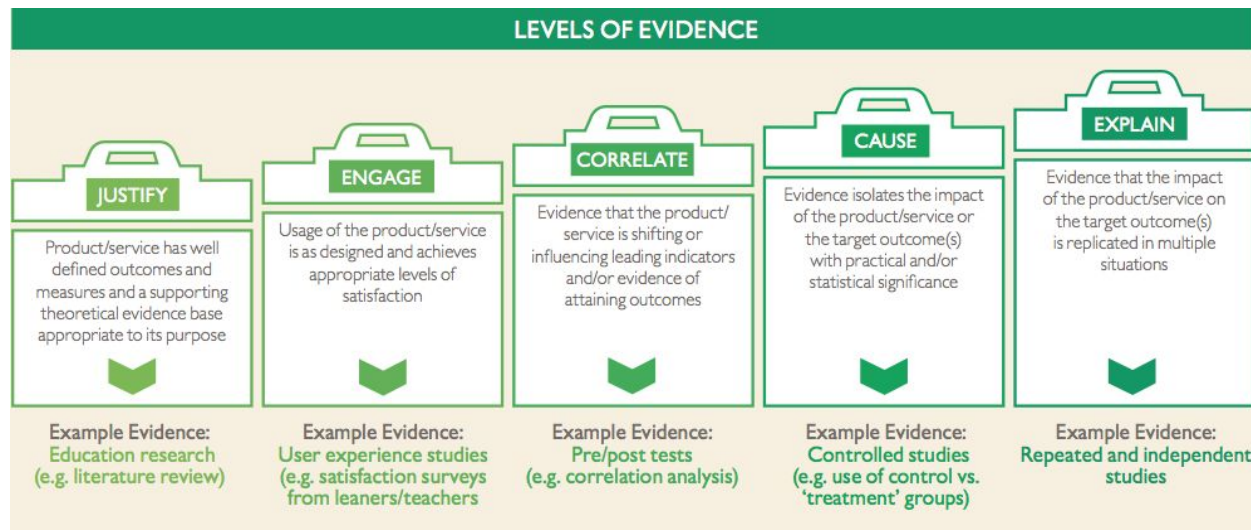 LEVELS OF EVIDENCE
JUSTIFY
Product/service has well
defined outcomes and
measures and a supporting
theoretical evidence base
appropriate to its purpose
Example Evidence:
Education research
(e.g. literature review)
ENGAGE
Usage of the product/service
is as designed and achieves
appropriate levels of
satisfaction
Example Evidence:
User experience studies
(e.g. satisfaction surveys
from leaners/teachers
CORRELATE
Evidence that the product/
service is shifting or
influencing leading indicators
and/or evidence of
attaining outcomes
Example Evidence:
Pre/post tests
(e.g. correlation analysis)
CAUSE
Evidence isolates the impact
of the product/service or
the target outcome(s)
with practical and/or
statistical significance
Example Evidence:
Controlled studies
(e.g. use of control vs.
‘treatment’ groups)
EXPLAIN
Evidence that the impact
of the product/service on
the target outcome(s)
is replicated in multiple
situations
Example Evidence:
Repeated and independent
studies